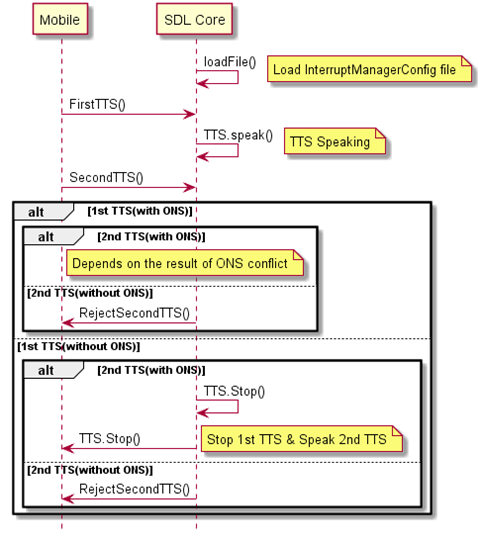 Mobile
SDL Core
loadFile()
Load InterruptManagerConfig file
FirstTTS()
TTS.speak()
TTS Speaking
SecondTTS()
alt [1st TTS(with ONS)]
alt [2nd TTS(with ONS)]
Depends on the result of ONS conflict
[2nd TTS(without ONS)]
RejectSecondTTS()
[1st TTS(without ONS)]
alt [2nd TTS(with ONS)]
TTS.Stop()
TTS.Stop()
Stop 1st TTS & Speak 2nd TTS
[2nd TTS(without ONS)]
RejectSecondTTS()